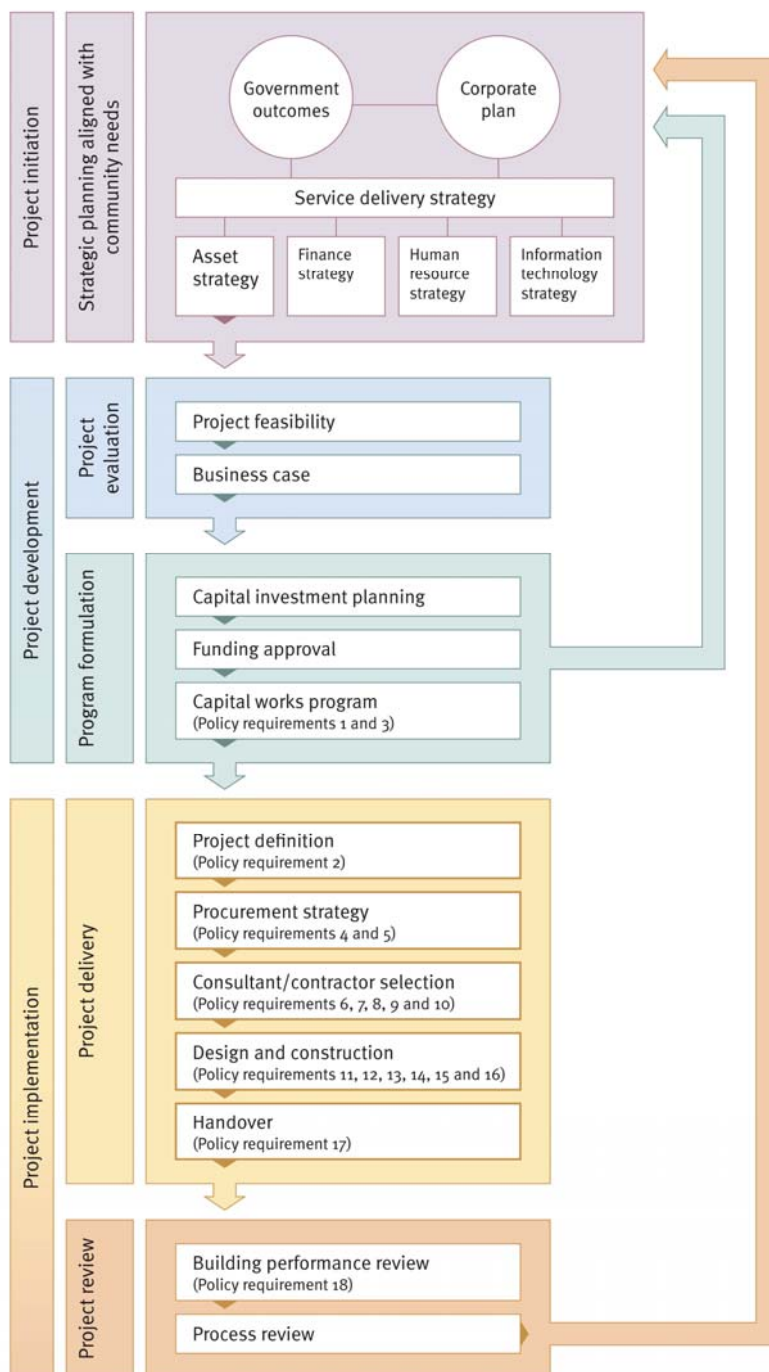 Project initiation
Strategic planning aligned with
community needs
Government
outcomes
Corporate
plan
Service delivery strategy
Asset
strategy
Finance
strategy
Human
resource
strategy
Information
technology
strategy
Project development
Project
evaluation
Project feasibility
Business case
Program formulation
Capital investment planning
Funding approval
Capital works program
(Policy requirements 1 and 3)
Project implementation
Project delivery
Project definition
(Policy requirement 2)
Procurement strategy
(Policy requirements 4 and 5)
Consultant/contractor selection
(Policy requirements 6, 7, 8, 9 and 10)
Design and construction
(Policy requirements 11, 12, 13, 14, 15 and 16)
Handover
(Policy requirement 17)
Project review
Building performance review
(Policy requirement 18)
Process review